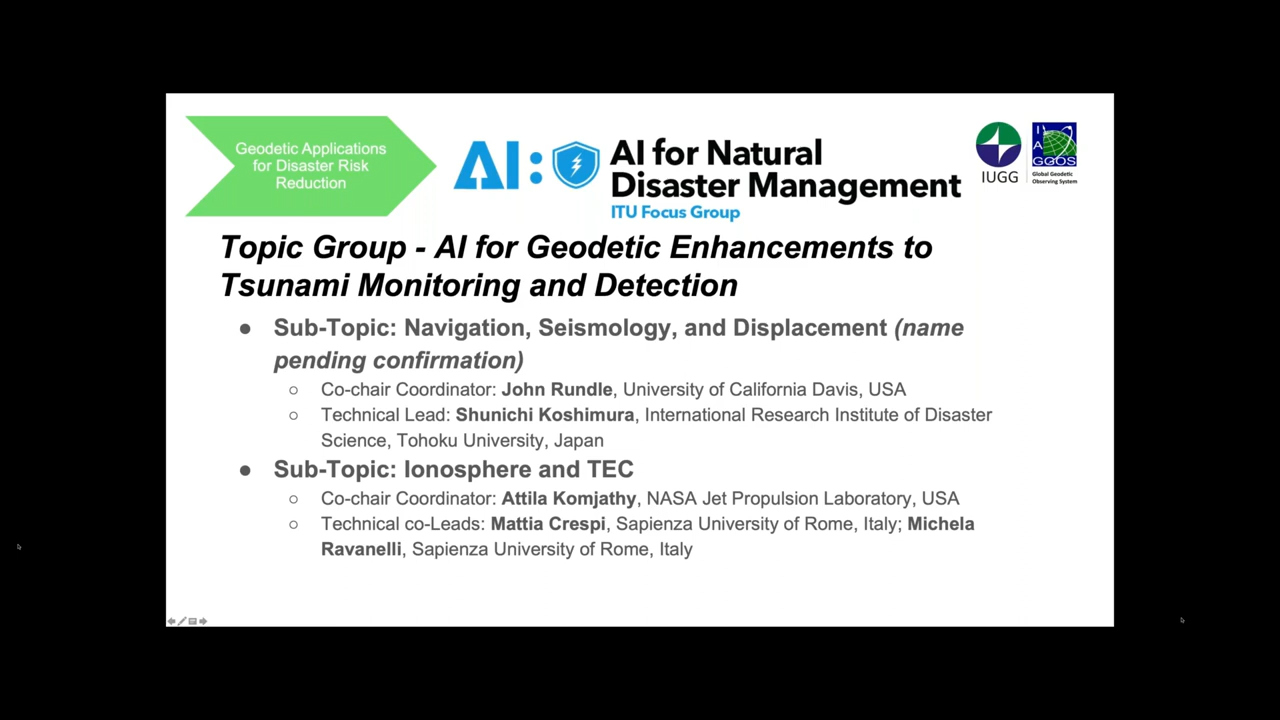 Geodetic Applications
for Disaster Risk
Reduction
AI:
AI for Natural
Disaster Management
ITU Focus Group
IUGG
I
A
G
GGOS
Global Geodetic
Observing System
Topic Group - AI for Geodetic Enhancements to
Tsunami Monitoring and Detection
● Sub-Topic: Navigation, Seismology, and Displacement (name
pending confirmation)
○ Co-chair Coordinator: John Rundle, University of California Davis, USA
○ Technical Lead: Shunichi Koshimura, International Research Institute of Disaster
Science, Tohoku University, Japan
● Sub-Topic: Ionosphere and TEC
○ Co-chair Coordinator: Attila Komjathy, NASA Jet Propulsion Laboratory, USA
○ Technical co-Leads: Mattia Crespi, Sapienza University of Rome, Italy; Michela
Ravanelli, Sapienza University of Rome, Italy